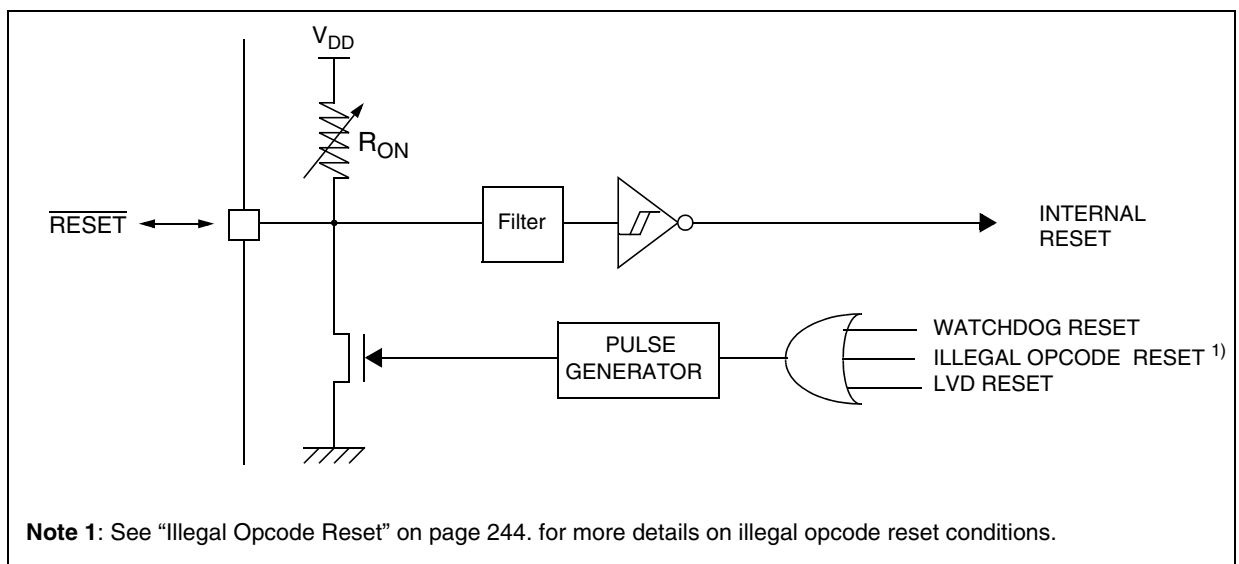 VDD
RON
RESET
Filter
INTERNAL
RESET
PULSE
GENERATOR
WATCHDOG RESET
ILLEGAL OPCODE RESET 1)
LVD RESET
Note 1: See “Illegal Opcode Reset” on page 244. for more details on illegal opcode reset conditions.